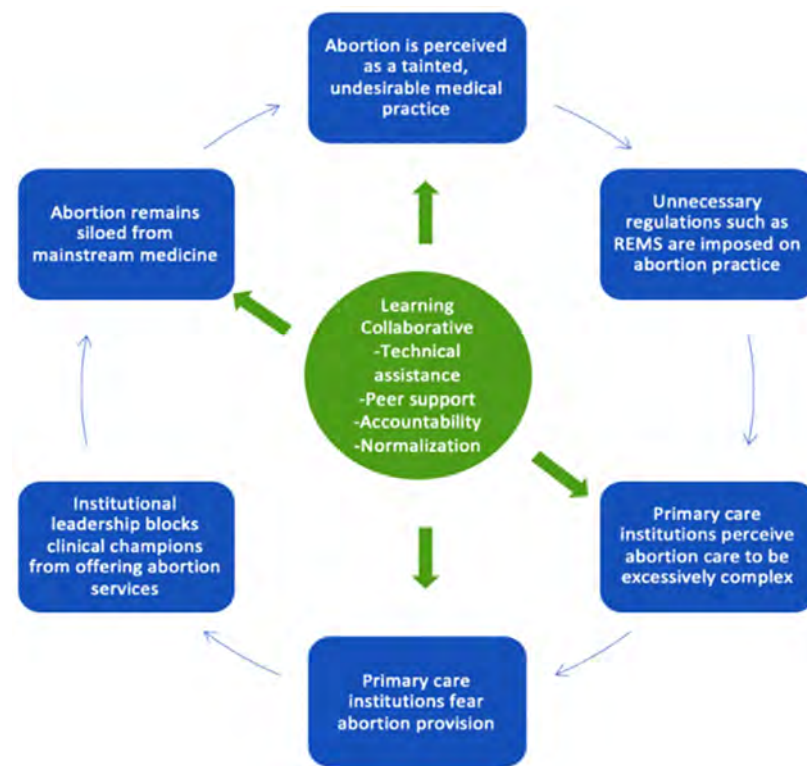 Abortion is perceived
as a tainted,
undesirable medical
practice
Unnecessary
regulations such as
REMS are imposed on
abortion practice
Primary care
institutions perceive
abortion care to be
excessively complex
Primary care
institutions fear
abortion provision
Institutional
leadership blocks
clinical champions
from offering abortion
services
Abortion remains
siloed from
mainstream medicine
Learning
Collaborative
-Technical
assistance
-Peer support
-Accountability
-Normalization